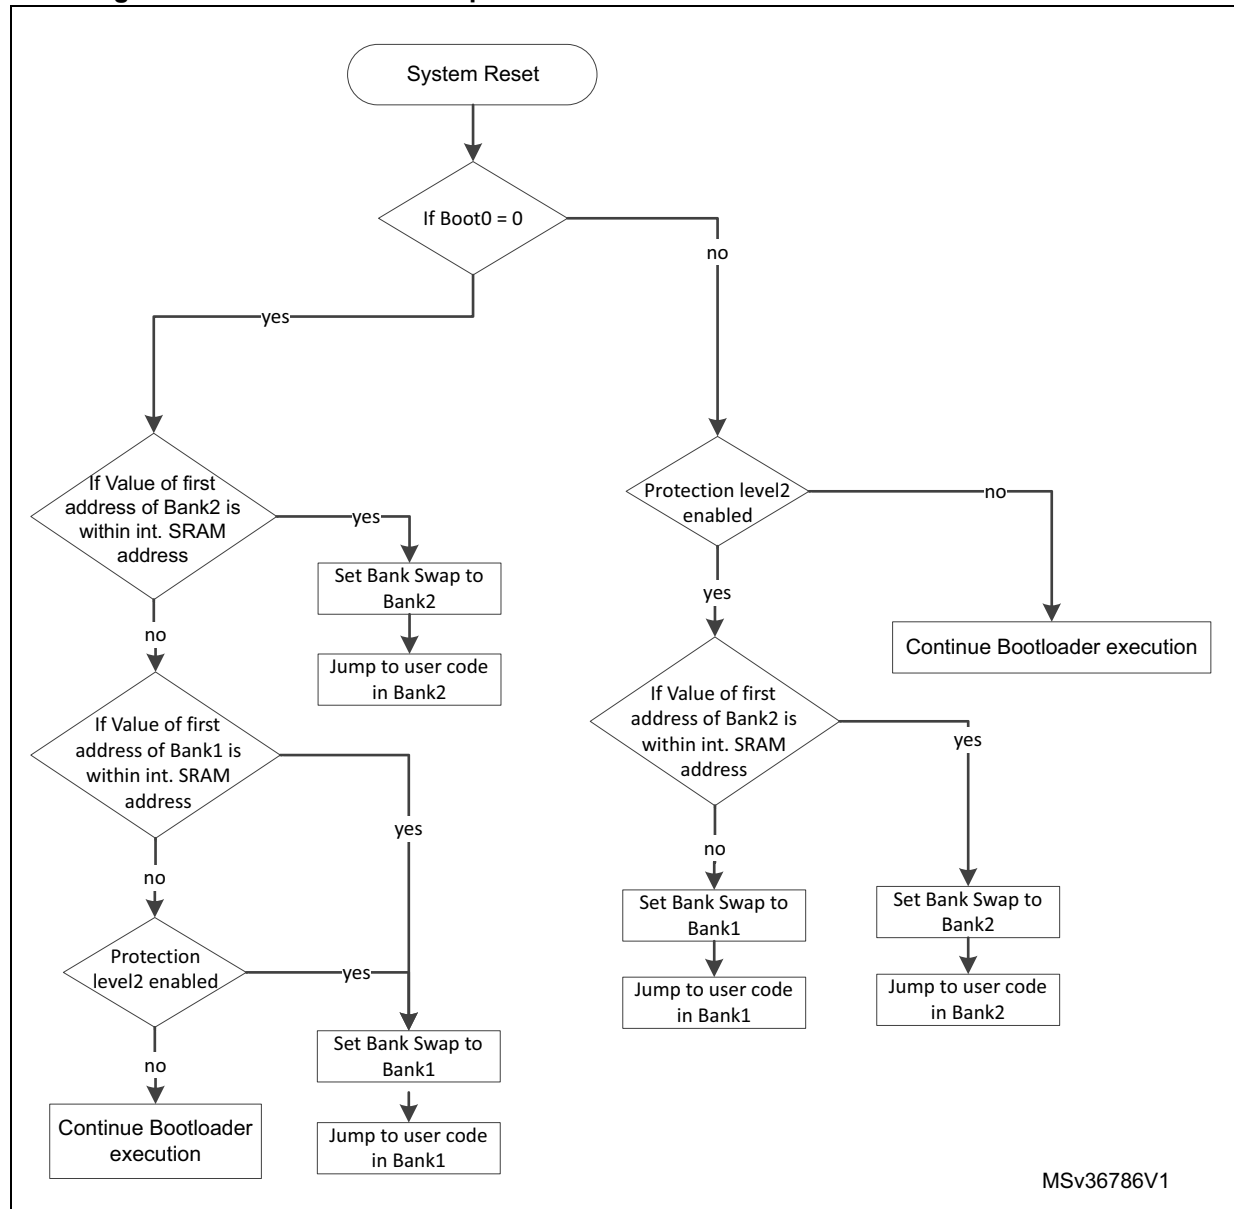 System Reset
If Boot0 = 0
no
yes
If Value of first
address of Bank2 is
within int. SRAM
address
yes
Set Bank Swap to
Bank2
Jump to user code
in Bank2
no
If Value of first
address of Bank1 is
within int. SRAM
address
yes
no
Protection
level2 enabled
yes
Set Bank Swap to
Bank1
Jump to user code
in Bank1
no
Continue Bootloader
execution
Protection level2
enabled
no
Continue Bootloader execution
yes
If Value of first
address of Bank2 is
within int. SRAM
address
yes
no
Set Bank Swap to
Bank1
Jump to user code
in Bank1
Set Bank Swap to
Bank2
Jump to user code
in Bank2
MSv36786V1